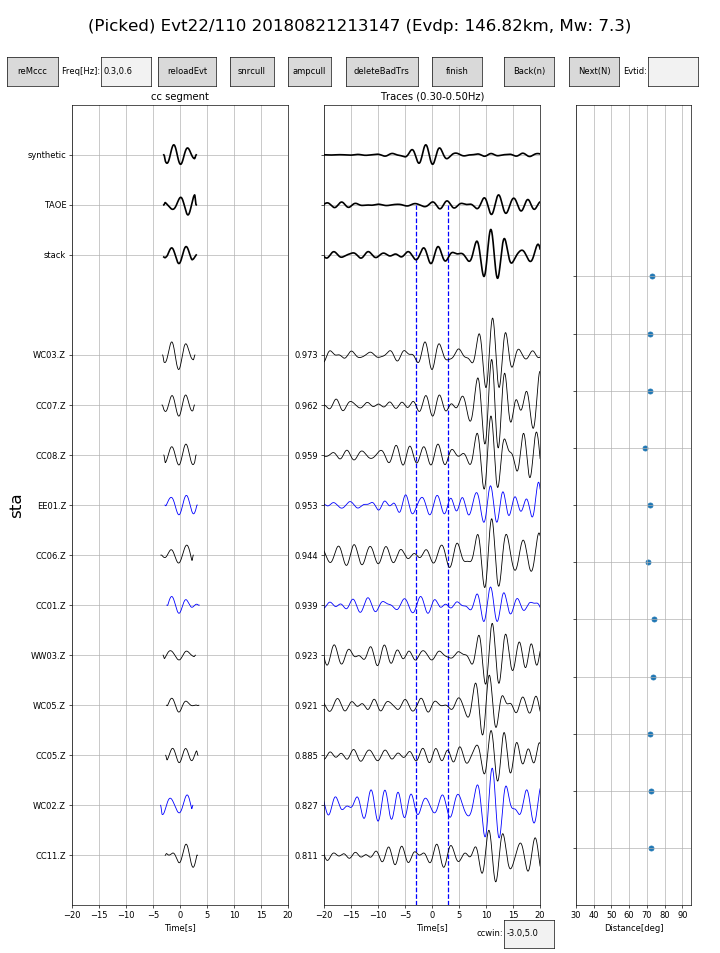 (Picked) Evt22/110 20180821213147 (Evdp: 146.82km, Mw: 7.3)
reMccc Freq[Hz]: 0.3,0.6 reloadEvt snrcull ampcull deleteBadTrs finish Back(n) Next(N) Evtid:
cc segment Traces (0.30-0.50Hz)
synthetic
TAOE
stack
WC03.Z 0.973
CC07.Z 0.962
CC08.Z 0.959
EE01.Z 0.953
CC06.Z 0.944
CC01.Z 0.939
WW03.Z 0.923
WC05.Z 0.921
CC05.Z 0.885
WC02.Z 0.827
CC11.Z 0.811
sta
−20 −15 −10 −5 0 5 10 15 20 −20 −15 −10 −5 0 5 10 15 20 30 40 50 60 70 80 90
Time[s] Time[s] Distance[deg]
ccwin: -3.0,5.0